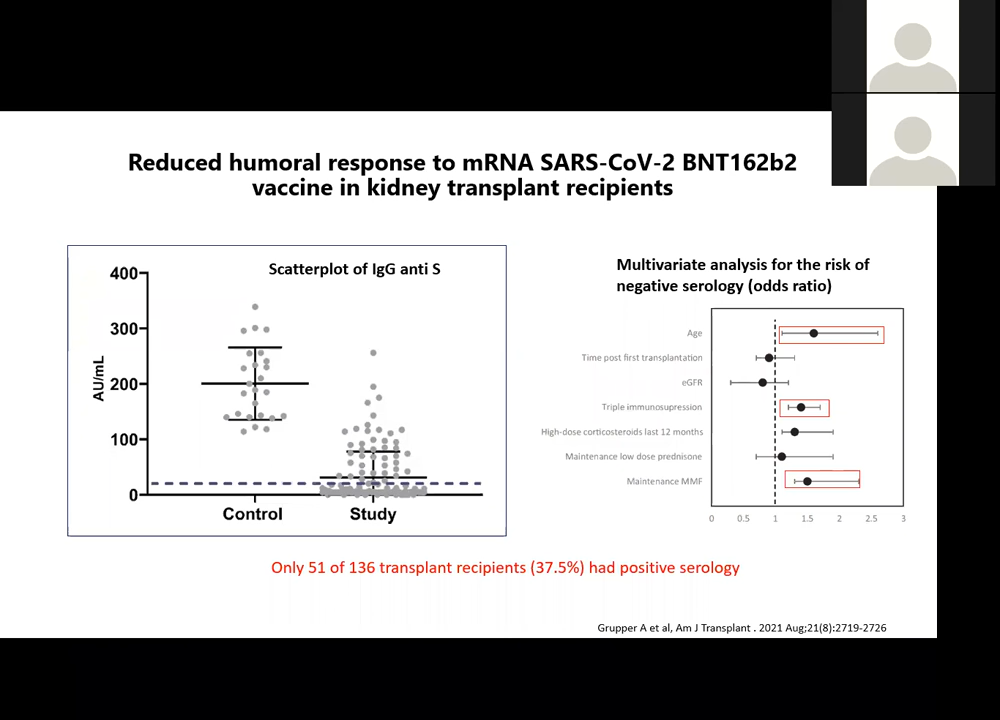 Reduced humoral response to mRNA SARS-CoV-2 BNT162b2
vaccine in kidney transplant recipients
Scatterplot of IgG anti S
AU/mL
400
300
200
100
0
Control
Study
Multivariate analysis for the risk of
negative serology (odds ratio)
Age
Time post first transplantation
eGFR
Triple immunosupression
High-dose corticosteroids last 12 months
Maintenance low dose prednisone
Maintenance MMF
0 0.5 1 1.5 2 2.5 3
Only 51 of 136 transplant recipients (37.5%) had positive serology
Grupper A et al, Am J Transplant . 2021 Aug;21(8):2719-2726